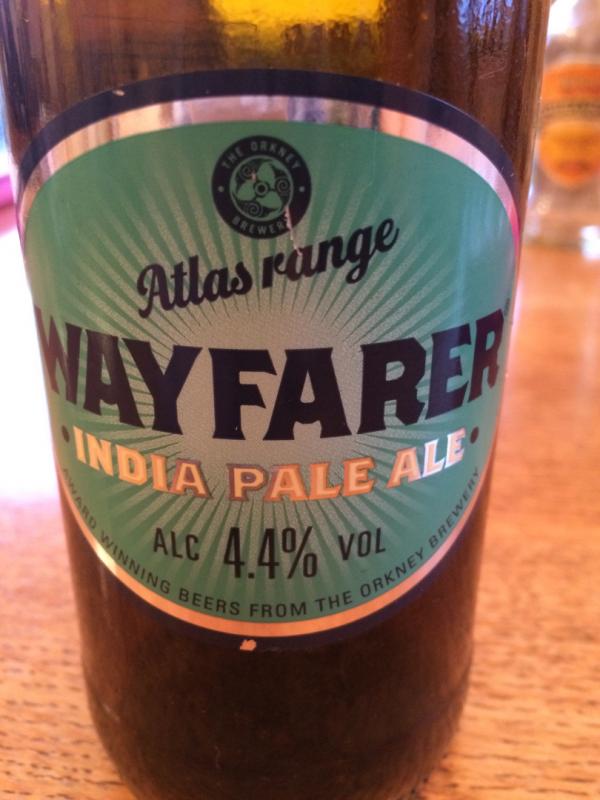 THE ORKNEY
BREWERY
Atlas range
WAYFARER
INDIA PALE ALE
ALC 4.4% VOL
AWARD WINNING BEERS FROM THE ORKNEY BREWERY